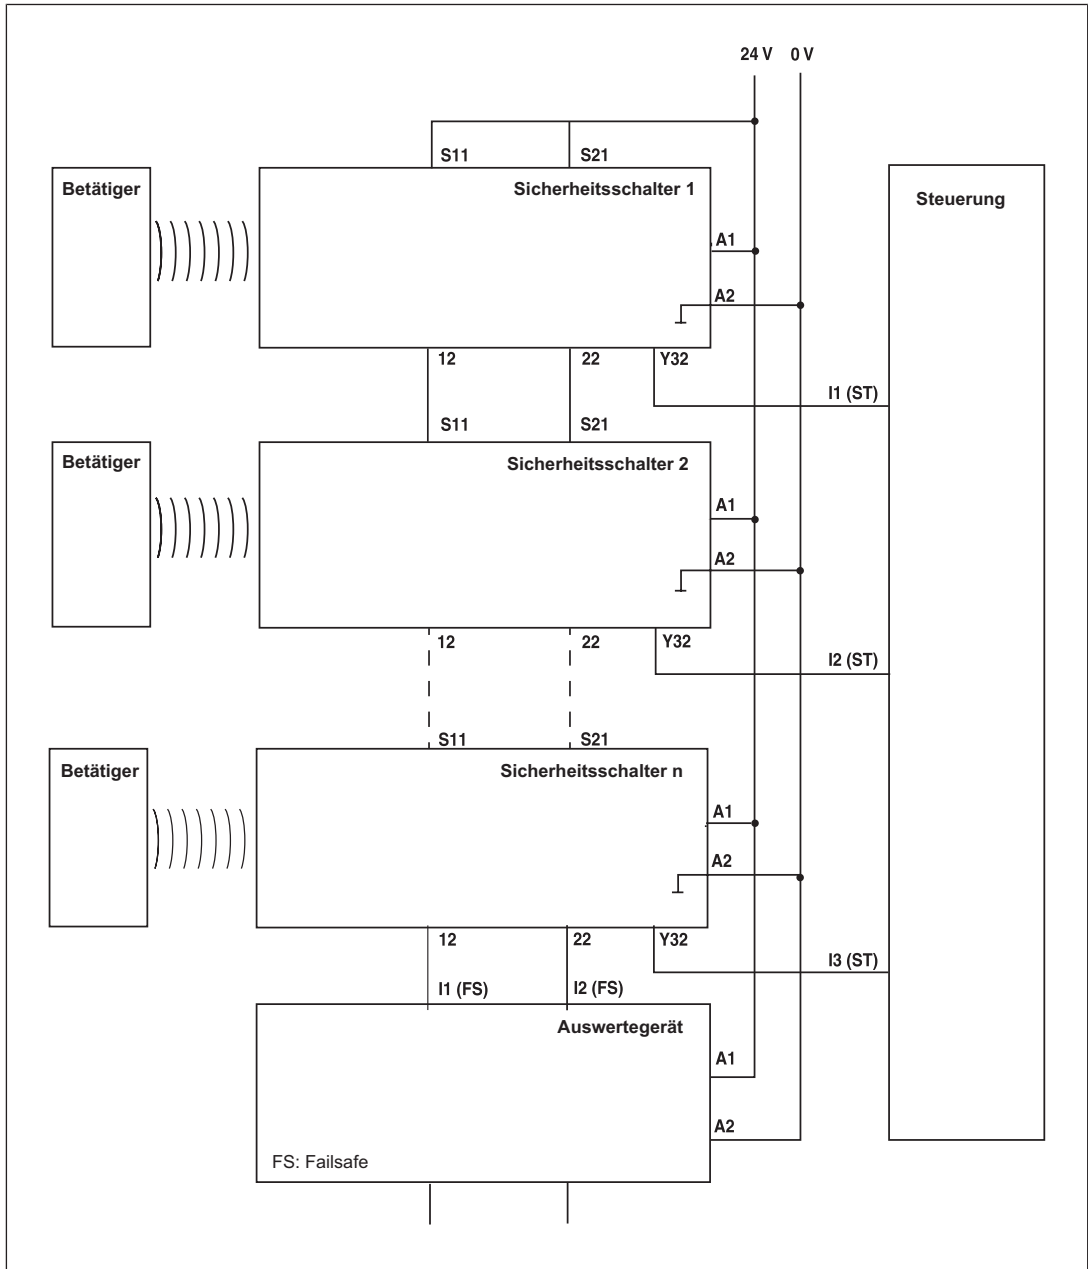 24 V 0 V
S11 S21
Betätiger Sicherheitsschalter 1 Steuerung
A1
A2
12 22 Y32
I1 (ST)
S11 S21
Betätiger Sicherheitsschalter 2
A1
A2
12 22 Y32
I2 (ST)
S11 S21
Betätiger Sicherheitsschalter n
A1
A2
12 22 Y32
I3 (ST)
I1 (FS) I2 (FS)
Auswertegerät
A1
A2
FS: Failsafe